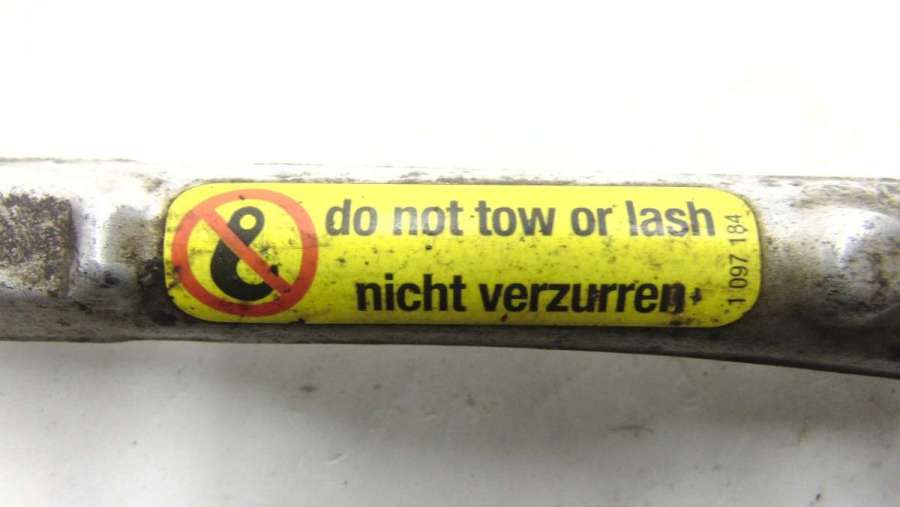 do not tow or lash
nicht verzurren
1 097 184